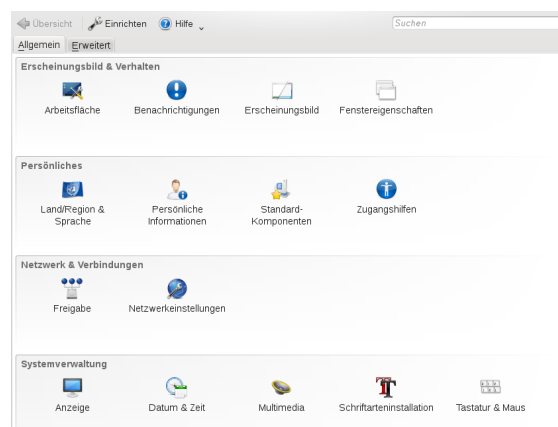 Übersicht Einrichten Hilfe Suchen
Allgemein Erweitert
Erscheinungsbild & Verhalten
Arbeitsfläche Benachrichtigungen Erscheinungsbild Fenstereigenschaften
Persönliches
Land/Region & Sprache Persönliche Informationen Standard-Komponenten Zugangshilfen
Netzwerk & Verbindungen
Freigabe Netzwerkeinstellungen
Systemverwaltung
Anzeige Datum & Zeit Multimedia Schriftarteninstallation Tastatur & Maus